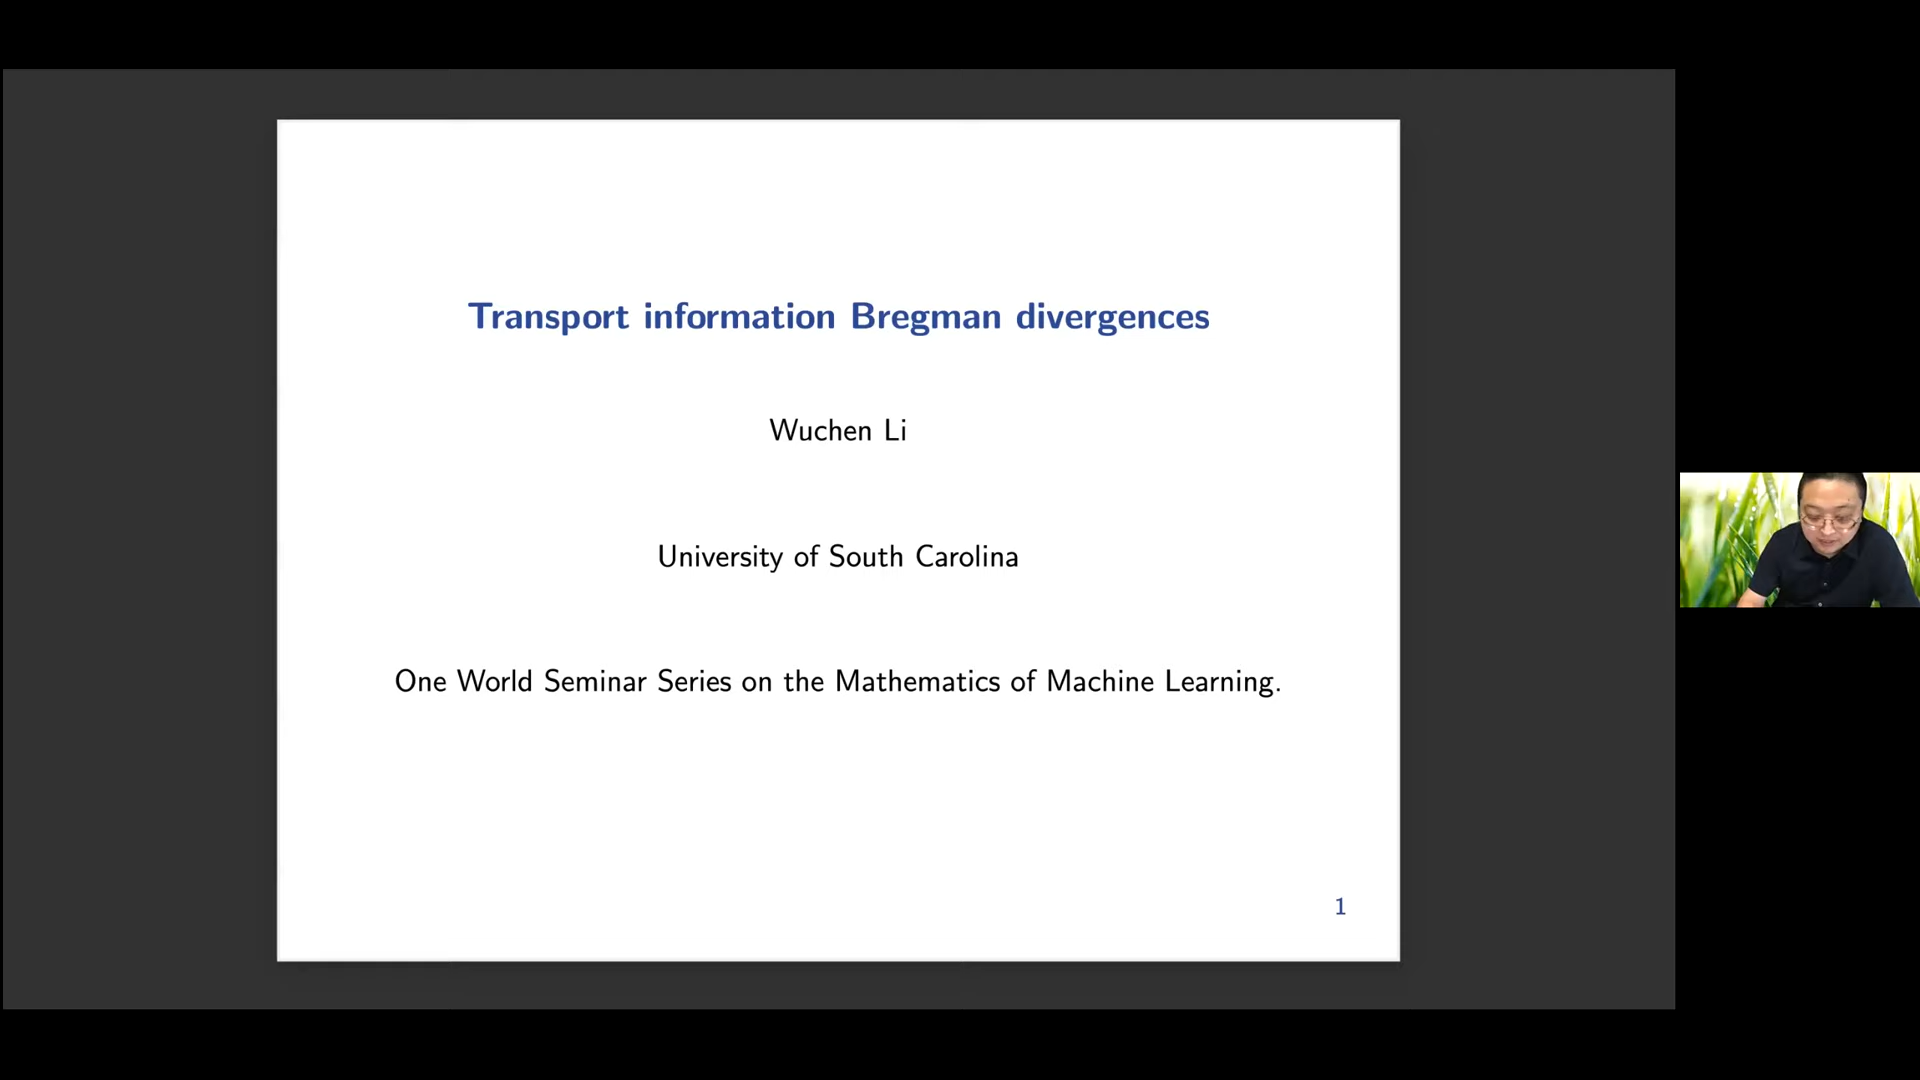 Transport information Bregman divergences
Wuchen Li
University of South Carolina
One World Seminar Series on the Mathematics of Machine Learning.
1